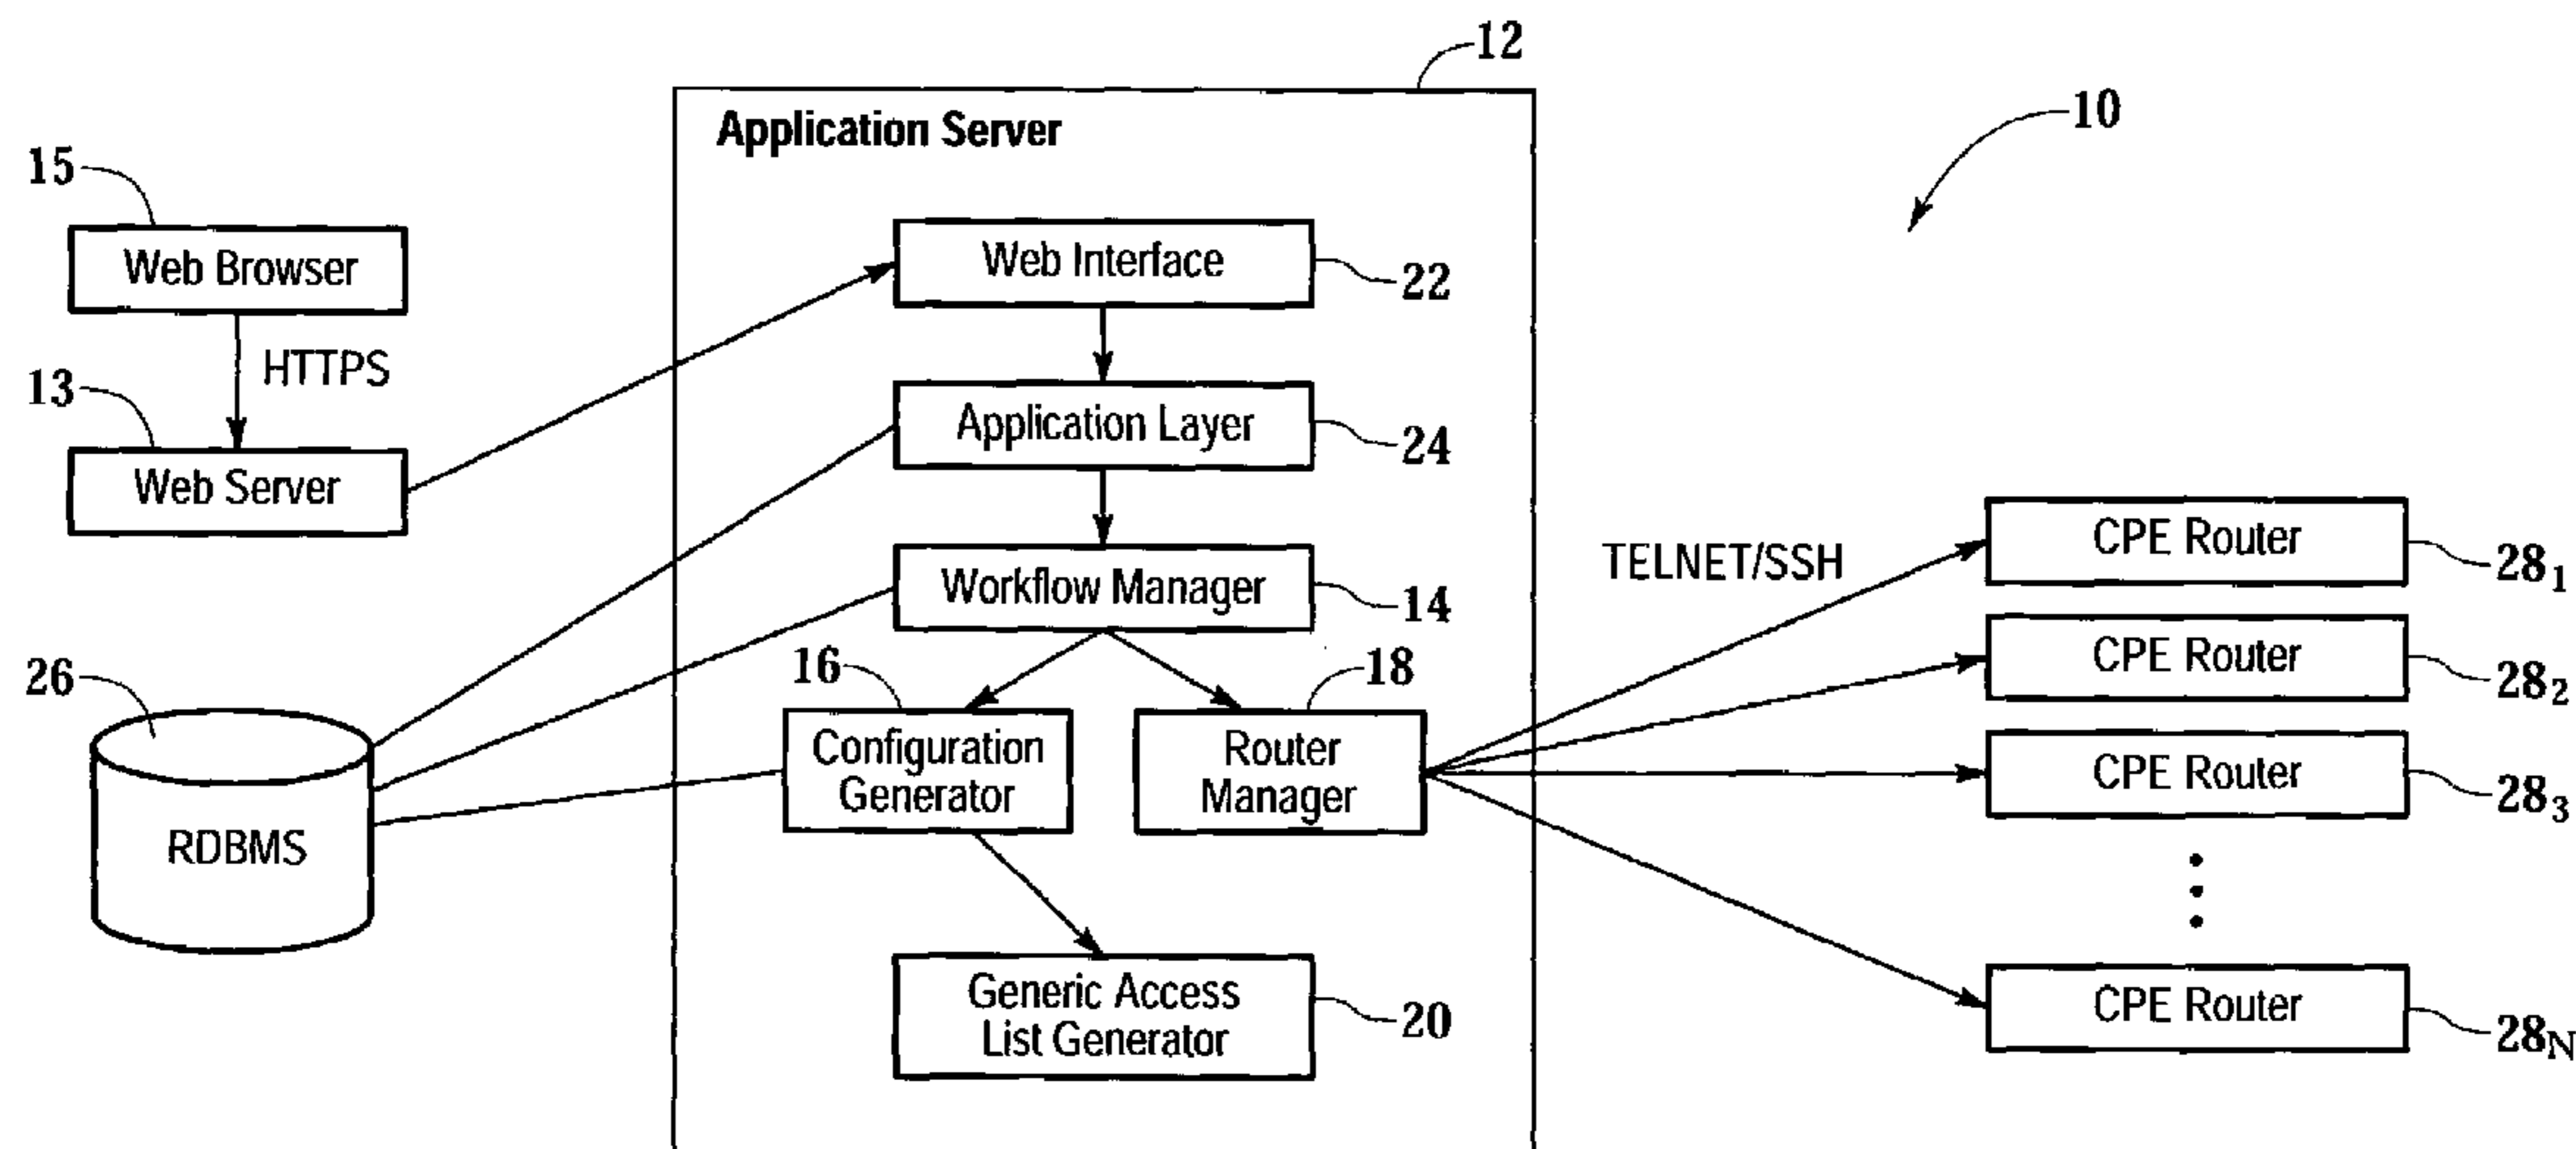 12
Application Server
10
15
Web Browser
Web Interface
22
HTTPS
13
Application Layer
24
Web Server
CPE Router
28₁
TELNET/SSH
Workflow Manager
14
CPE Router
28₂
16
18
26
Configuration
Generator
Router
Manager
CPE Router
28₃
RDBMS
Generic Access
List Generator
20
CPE Router
28N